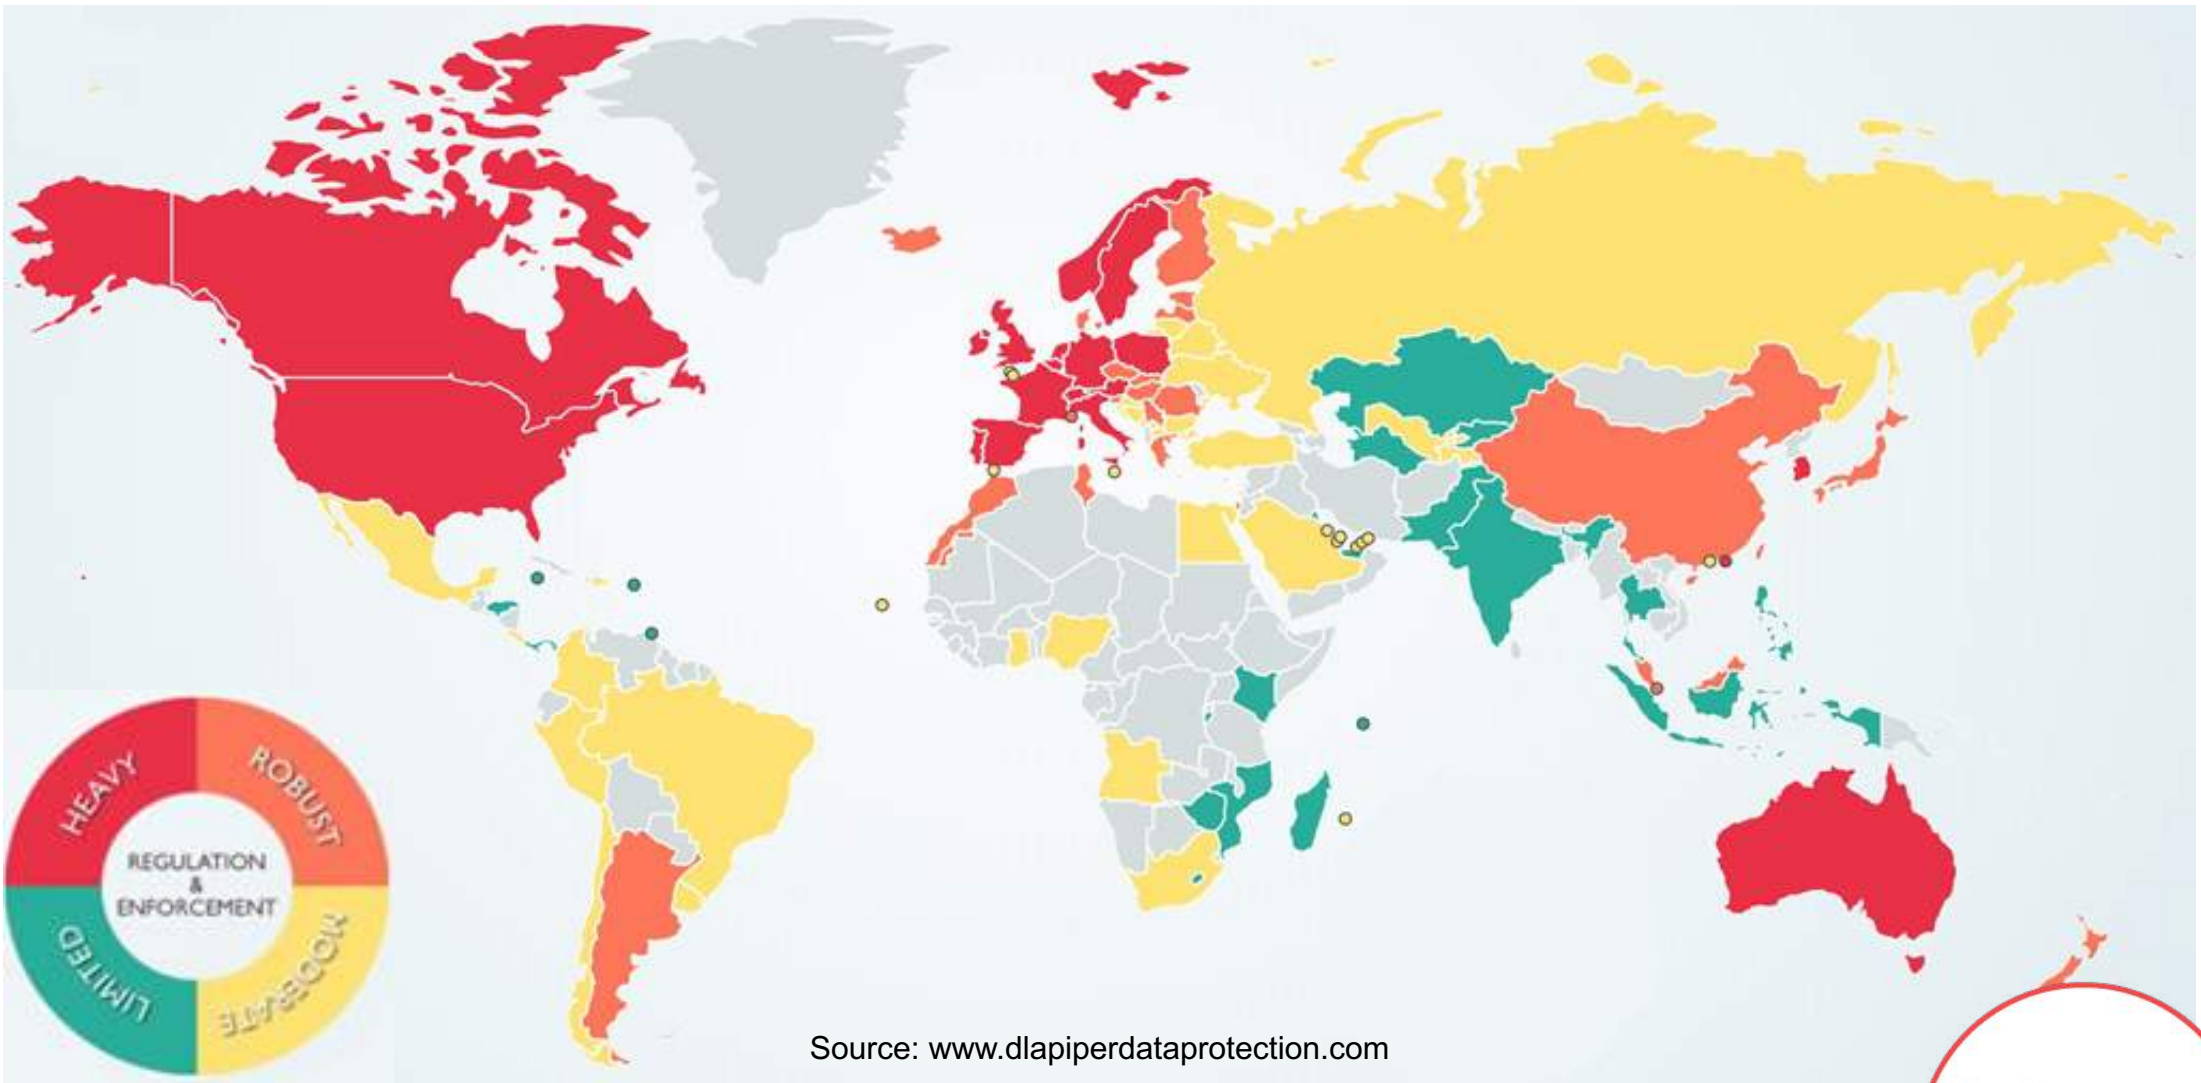 HEAVY
ROBUST
REGULATION
&
ENFORCEMENT
LIMITED
MODERATE
Source: www.dlapiperdataprotection.com